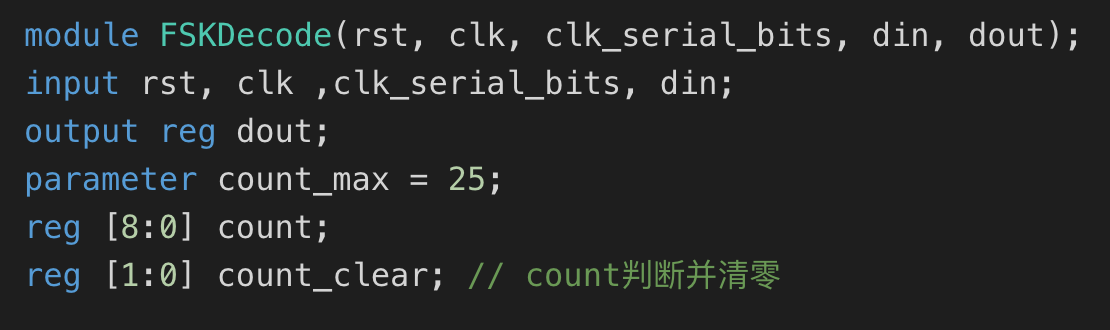 module FSKDecode(rst, clk, clk_serial_bits, din, dout);
input rst, clk ,clk_serial_bits, din;
output reg dout;
parameter count_max = 25;
reg [8:0] count;
reg [1:0] count_clear; // count判断并清零